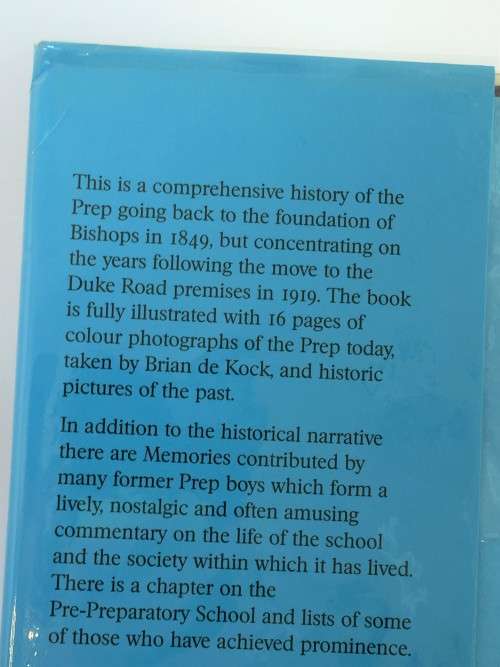 This is a comprehensive history of the
Prep going back to the foundation of
Bishops in 1849, but concentrating on
the years following the move to the
Duke Road premises in 1919. The book
is fully illustrated with 16 pages of
colour photographs of the Prep today,
taken by Brian de Kock, and historic
pictures of the past.
In addition to the historical narrative
there are Memories contributed by
many former Prep boys which form a
lively, nostalgic and often amusing
commentary on the life of the school
and the society within which it has lived.
There is a chapter on the
Pre-Preparatory School and lists of some
of those who have achieved prominence.